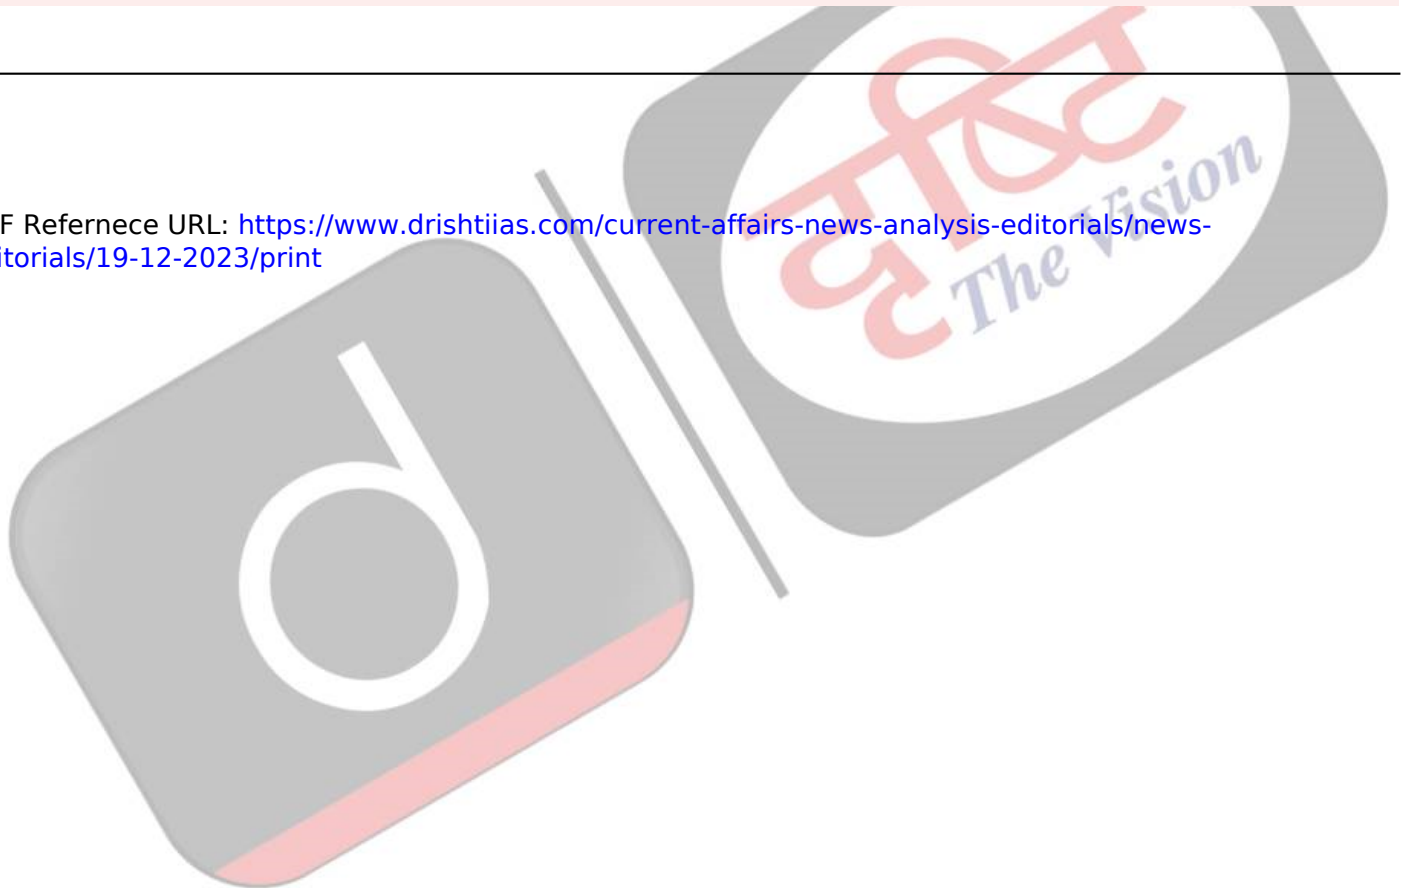 दृष्टि
The Vision
F Refernece URL: https://www.drishtiias.com/current-affairs-news-analysis-editorials/news-
itorials/19-12-2023/print
d